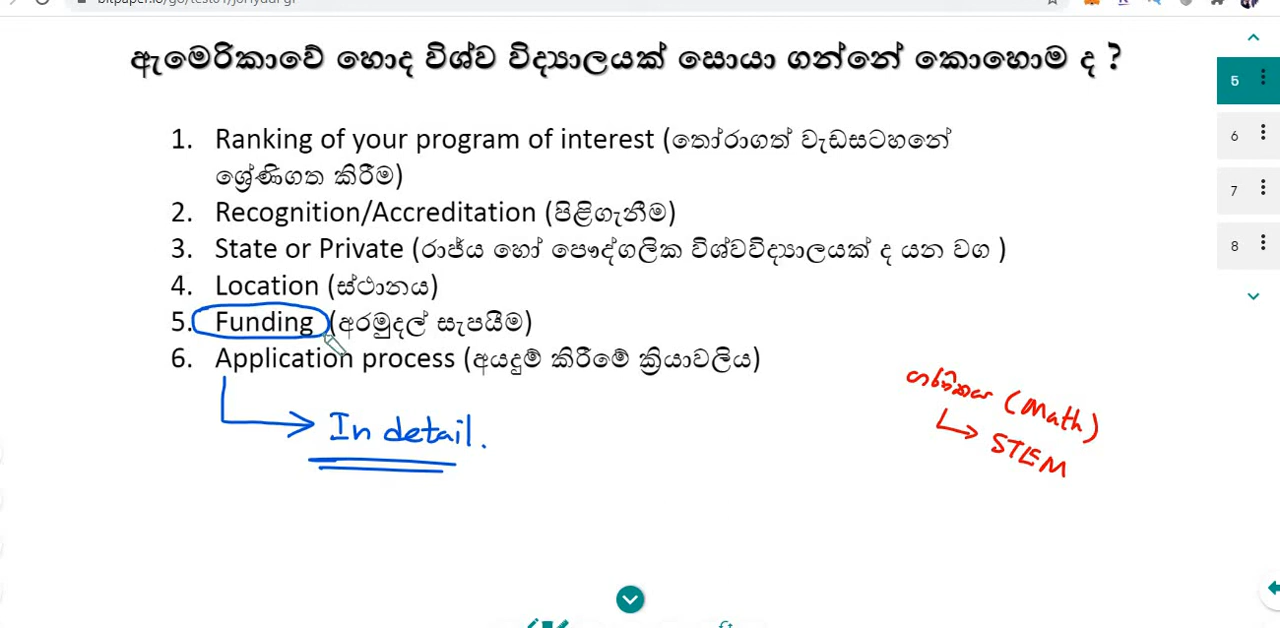 ඇමෙරිකාවේ හොද විශ්ව විද්‍යාලයක් සොයා ගන්නේ කොහොම ද ?
1. Ranking of your program of interest (තෝරාගත් වැඩසටහනේ
ශ්‍රේණිගත කිරීම)
2. Recognition/Accreditation (පිළිගැනීම)
3. State or Private (රාජ්ය හෝ පෞද්ගලික විශ්වවිද්‍යාලයක් ද යන වග )
4. Location (ස්ථානය)
5. Funding (අරමුදල් සැපයීම)
6. Application process (අයදුම් කිරීමේ ක්‍රියාවලිය)
In detail.
(Math)
STEM
5
6
7
8